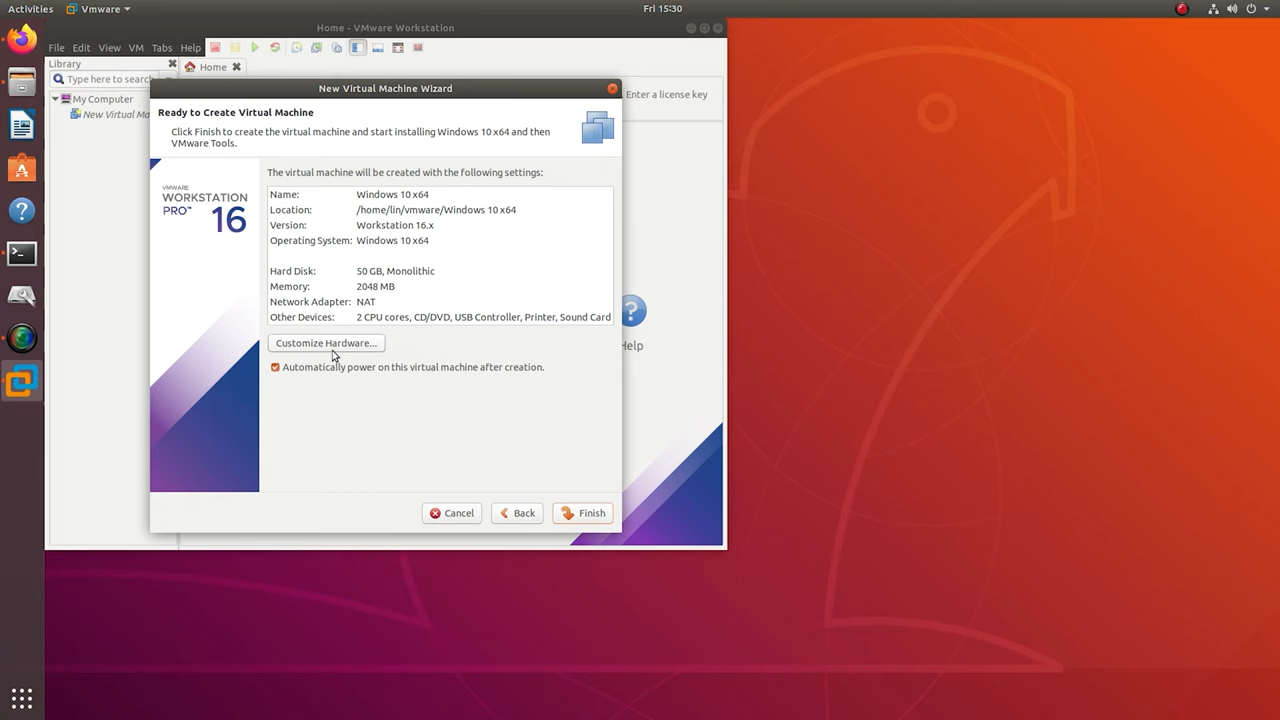 Activities
Vmware
Fri 15:30
Home - VMware Workstation
File Edit View VM Tabs Help
Library
Type here to search
Home
My Computer
New Virtual Ma
Enter a license key
New Virtual Machine Wizard
Ready to Create Virtual Machine
Click Finish to create the virtual machine and start installing Windows 10 x64 and then
VMware Tools.
VMWARE
WORKSTATION
PRO™ 16
The virtual machine will be created with the following settings:
Name: Windows 10 x64
Location: /home/lin/vmware/Windows 10 x64
Version: Workstation 16.x
Operating System: Windows 10 x64
Hard Disk: 50 GB, Monolithic
Memory: 2048 MB
Network Adapter: NAT
Other Devices: 2 CPU cores, CD/DVD, USB Controller, Printer, Sound Card
Customize Hardware...
Automatically power on this virtual machine after creation.
Help
Cancel
Back
Finish